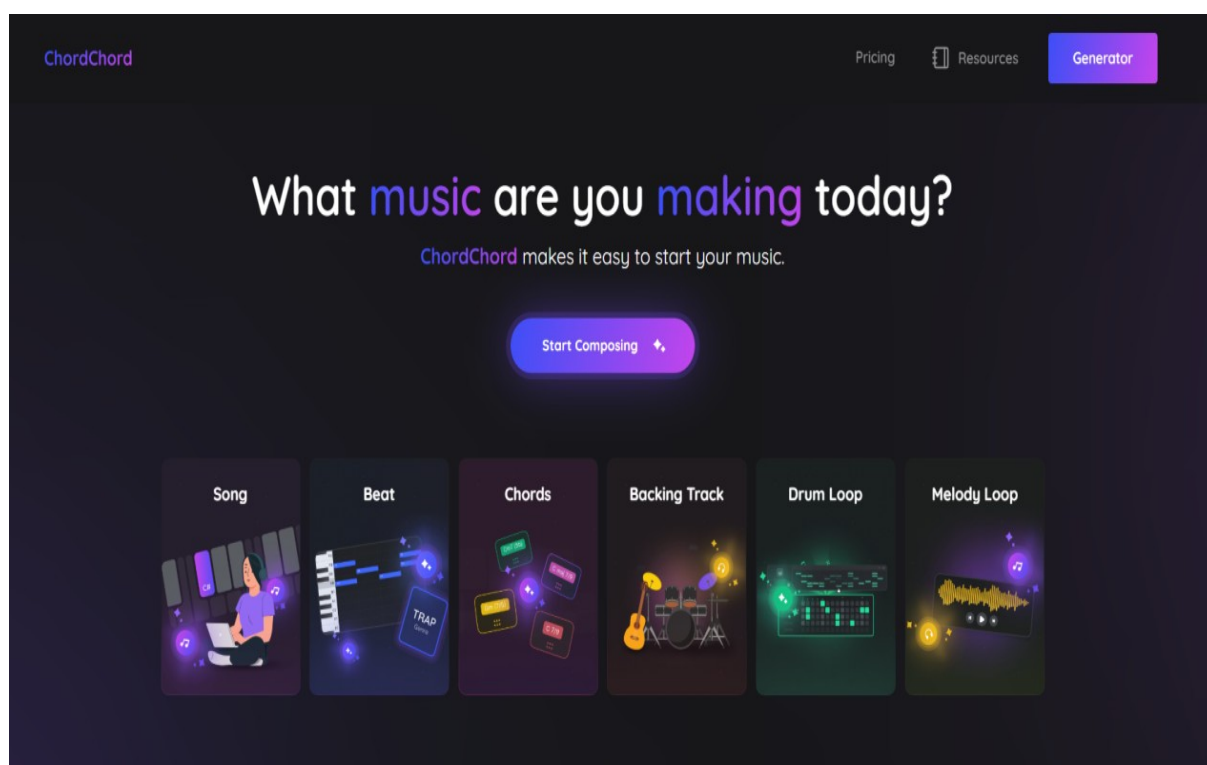 ChordChord
Pricing
Resources
Generator
What music are you making today?
ChordChord makes it easy to start your music.
Start Composing
Song
Beat
Chords
Backing Track
Drum Loop
Melody Loop
TRAP
Genre